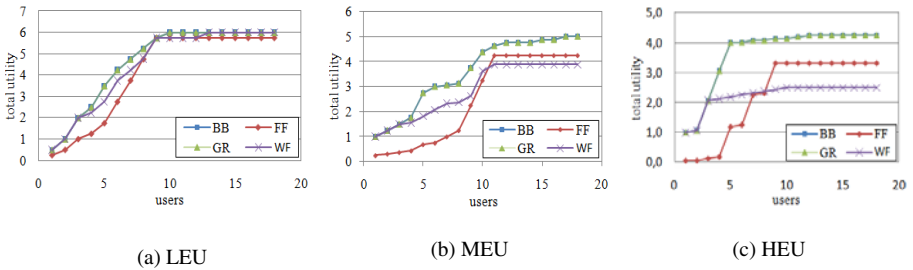 7
6
5
4
3
2
1
0
total utility
BB
FF
GR
WF
0
5
10
15
20
users
(a) LEU
6
5
4
3
2
1
0
total utility
BB
FF
GR
WF
0
5
10
15
20
users
(b) MEU
5,0
4,0
3,0
2,0
1,0
0,0
total utility
BB
FF
GR
WF
0
5
10
15
20
users
(c) HEU